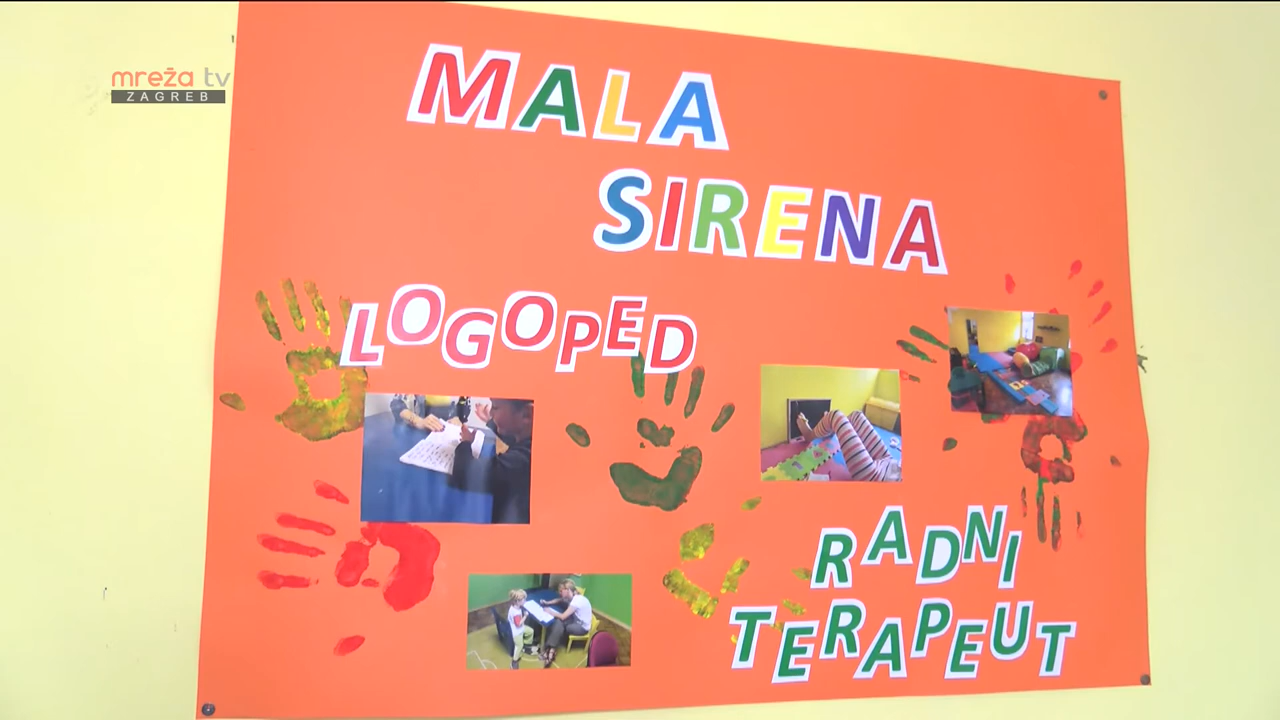 mreža tv
ZAGREB
MALA
SIRENA
LOGOPED
RADNI
TERAPEUT